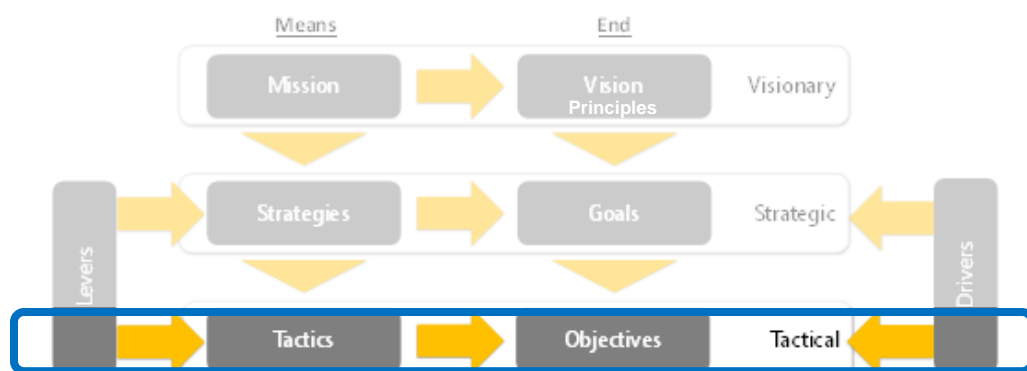 Means End
Mission Vision Visionary
Principles
Strategies Goals Strategic
Levers Drivers
Tactics Objectives Tactical